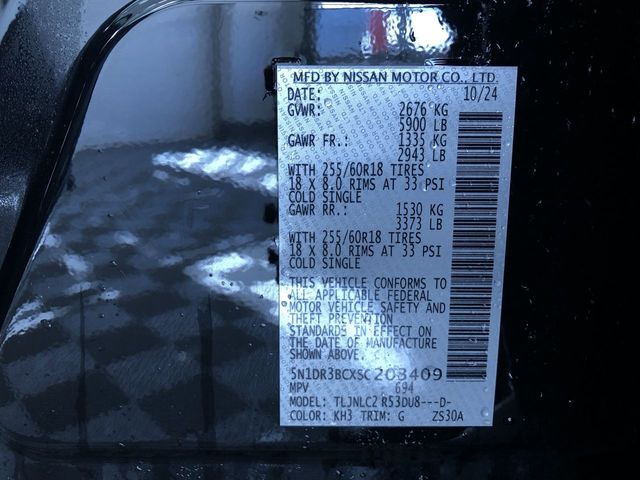 MFD BY NISSAN MOTOR CO., LTD.
DATE: 10/24
GVWR: 2676 KG
5900 LB
GAWR FR.: 1335 KG
2943 LB
WITH 255/60R18 TIRES
18 X 8.0 RIMS AT 33 PSI
COLD SINGLE
GAWR RR.: 1530 KG
3373 LB
WITH 255/60R18 TIRES
18 X 8.0 RIMS AT 33 PSI
COLD SINGLE
THIS VEHICLE CONFORMS TO
ALL APPLICABLE FEDERAL
MOTOR VEHICLE SAFETY AND
THEFT PREVENTION
STANDARDS IN EFFECT ON
THE DATE OF MANUFACTURE
SHOWN ABOVE.
5N1DR3BCXSC203409
MPV 694
MODEL: TLJNLC2 R53DU8---D-
COLOR: KH3 TRIM: G ZS30A